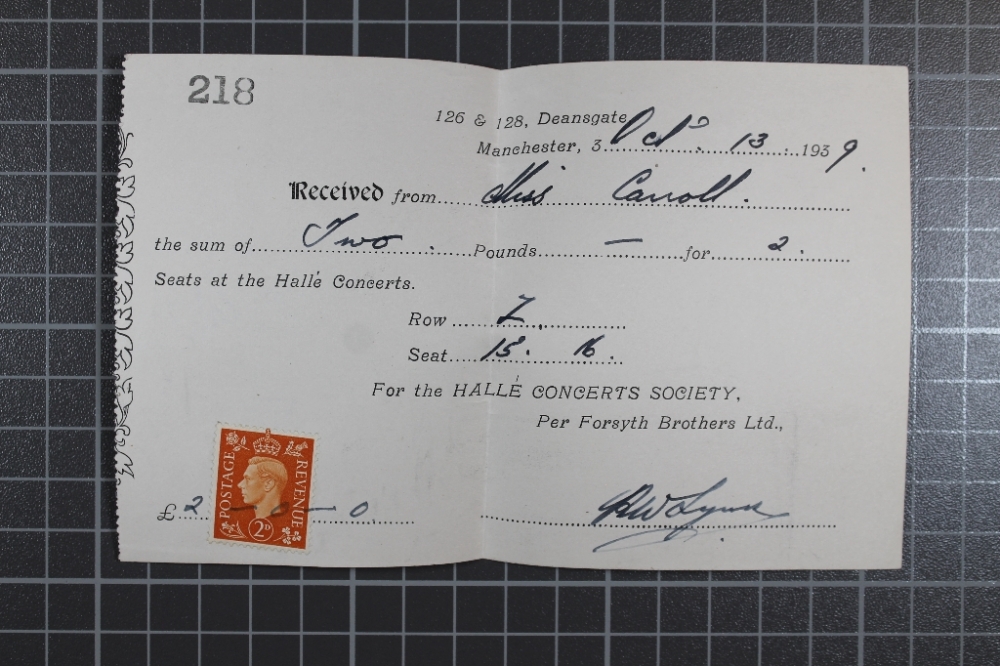 218
126 & 128, Deansgate
Manchester, 3. Oct 13 1939.
Received from Miss Carroll.
the sum of Two. Pounds — for 2.
Seats at the Hallé Concerts.
Row Z.
Seat 15. 16.
For the HALLÉ CONCERTS SOCIETY,
Per Forsyth Brothers Ltd.,
£ 2 - 0 - 0
POSTAGE REVENUE
2D